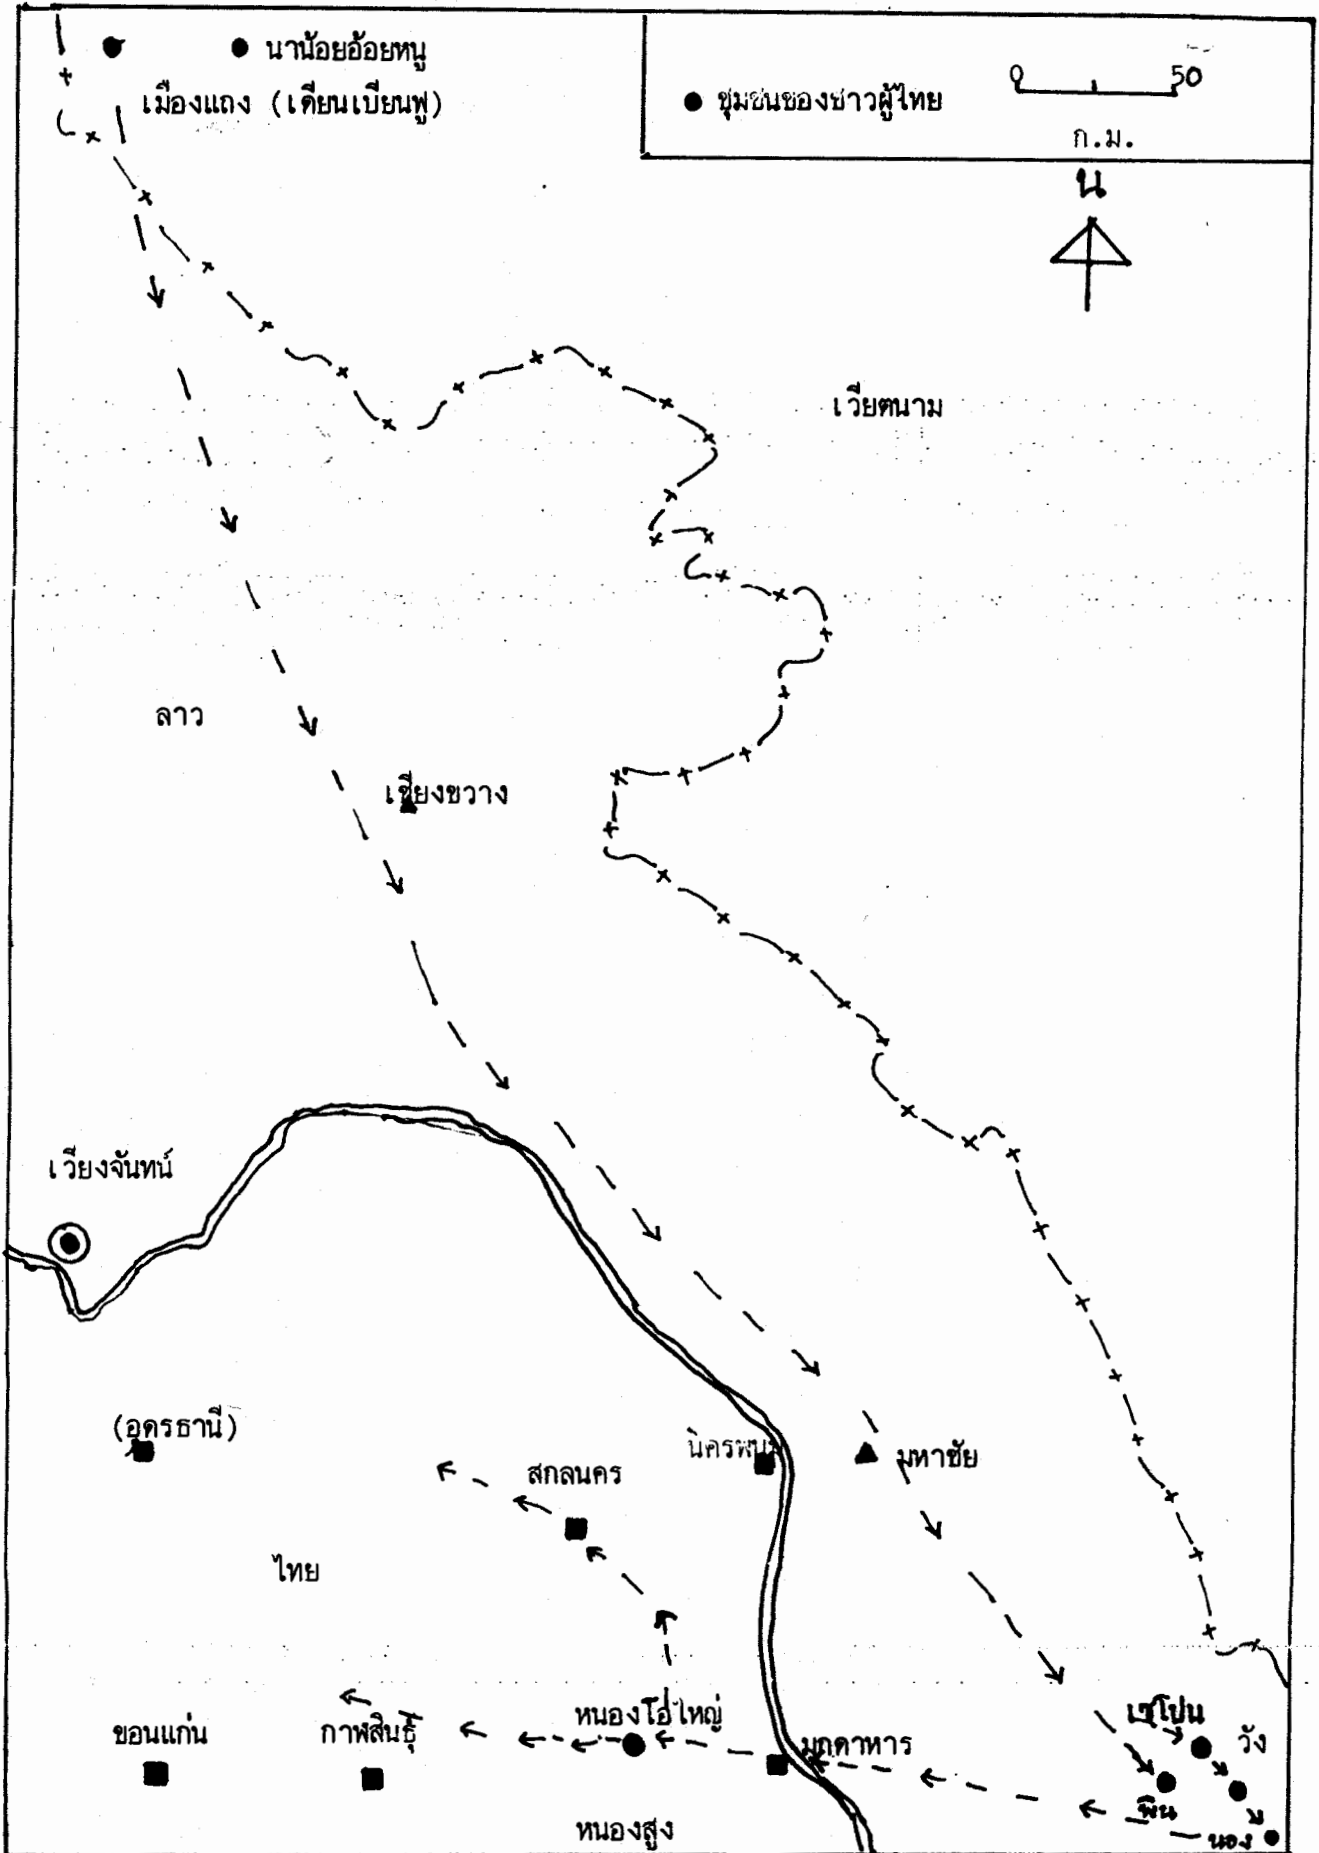 นาน้อยอ้อยหนู
เมืองแถง (เดียนเบียนฟู)
● ชุมชนของชาวผู้ไทย
0 50
ก.ม.
น
เวียตนาม
ลาว
เชียงขวาง
เวียงจันทน์
(อุดรธานี)
นครพนม
มหาชัย
สกลนคร
ไทย
เซโปน
วัง
หนองโอใหญ่
ขอนแก่น
กาฬสินธุ์
มุกดาหาร
พิน
หนองสูง
นอง